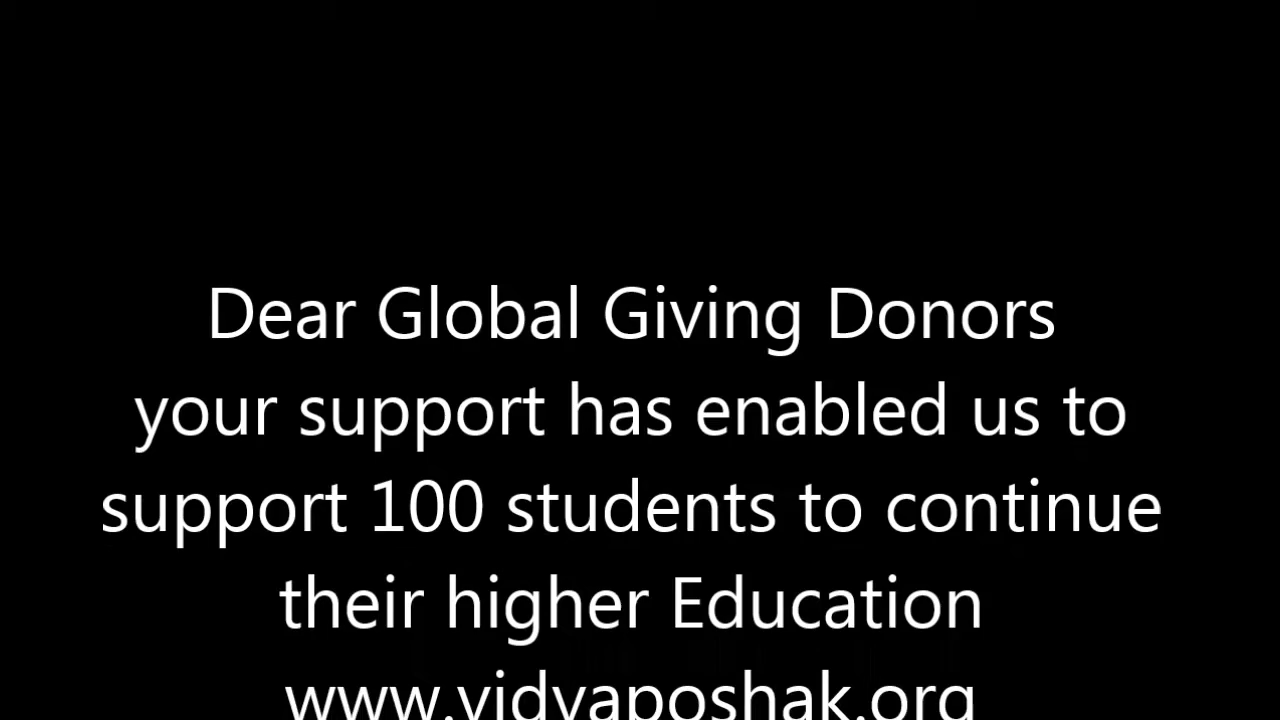 Dear Global Giving Donors
your support has enabled us to
support 100 students to continue
their higher Education
www.vidyaposhak.org